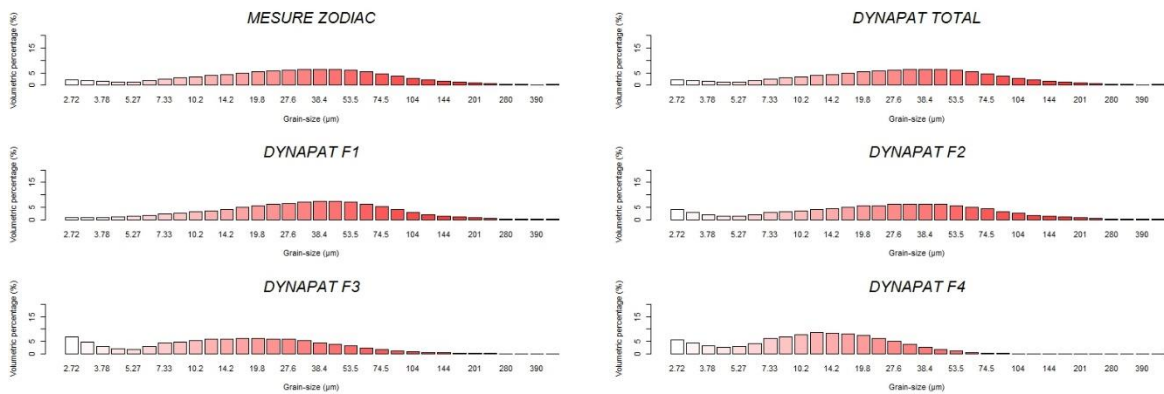 MESURE ZODIAC
Volumetric percentage (%)
15
5
0
2.72 3.78 5.27 7.33 10.2 14.2 19.8 27.6 38.4 53.5 74.5 104 144 201 280 390
Grain-size (µm)
DYNAPAT TOTAL
Volumetric percentage (%)
15
5
0
2.72 3.78 5.27 7.33 10.2 14.2 19.8 27.6 38.4 53.5 74.5 104 144 201 280 390
Grain-size (µm)
DYNAPAT F1
Volumetric percentage (%)
15
5
0
2.72 3.78 5.27 7.33 10.2 14.2 19.8 27.6 38.4 53.5 74.5 104 144 201 280 390
Grain-size (µm)
DYNAPAT F2
Volumetric percentage (%)
15
5
0
2.72 3.78 5.27 7.33 10.2 14.2 19.8 27.6 38.4 53.5 74.5 104 144 201 280 390
Grain-size (µm)
DYNAPAT F3
Volumetric percentage (%)
15
5
0
2.72 3.78 5.27 7.33 10.2 14.2 19.8 27.6 38.4 53.5 74.5 104 144 201 280 390
Grain-size (µm)
DYNAPAT F4
Volumetric percentage (%)
15
5
0
2.72 3.78 5.27 7.33 10.2 14.2 19.8 27.6 38.4 53.5 74.5 104 144 201 280 390
Grain-size (µm)